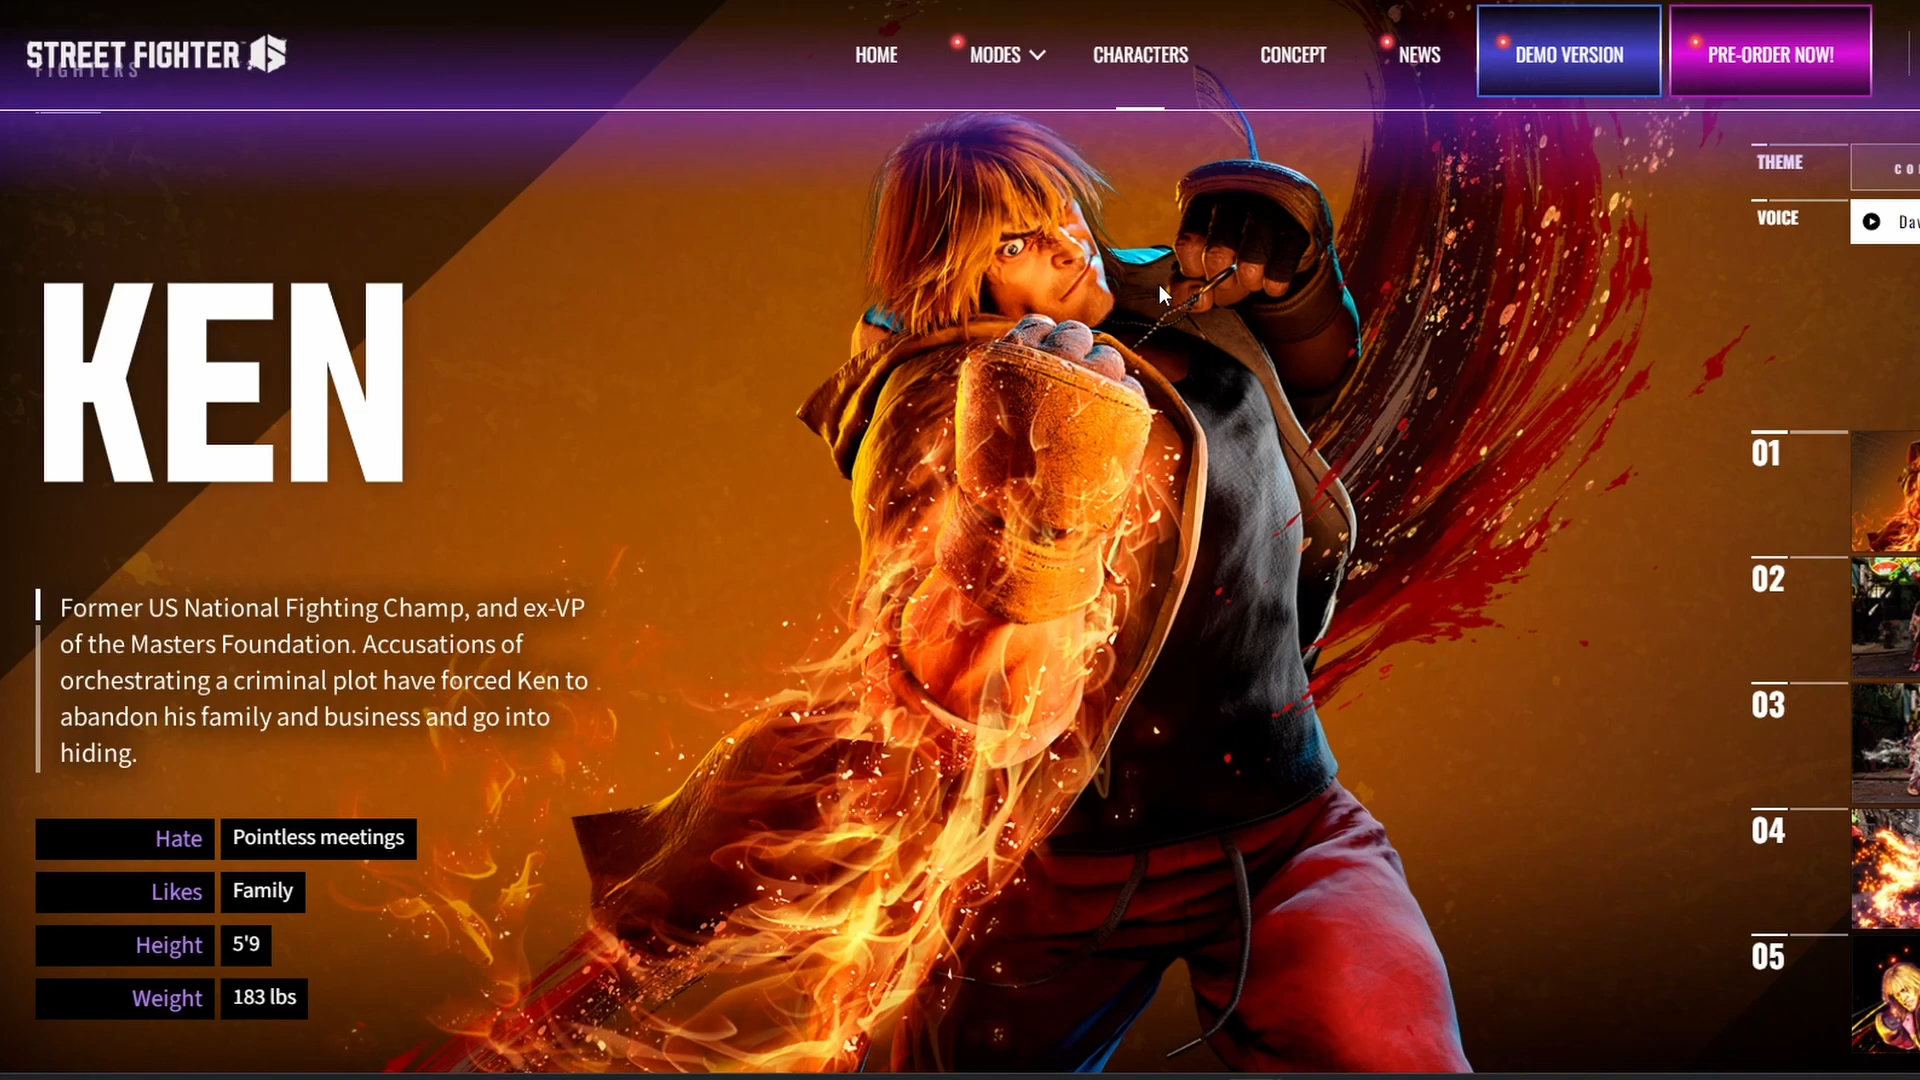 STREET FIGHTER 6
FIGHTERS
HOME
MODES
CHARACTERS
CONCEPT
NEWS
DEMO VERSION
PRE-ORDER NOW!
THEME
VOICE
KEN
Former US National Fighting Champ, and ex-VP
of the Masters Foundation. Accusations of
orchestrating a criminal plot have forced Ken to
abandon his family and business and go into
hiding.
Hate Pointless meetings
Likes Family
Height 5'9
Weight 183 lbs
01
02
03
04
05